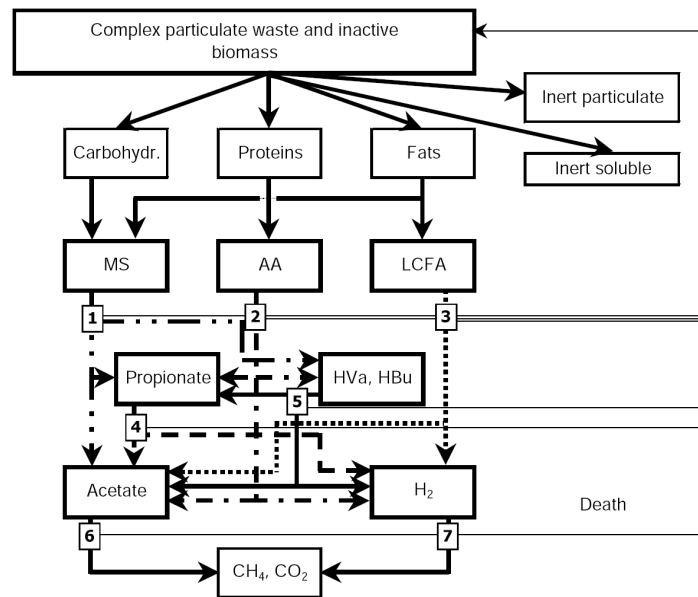 Complex particulate waste and inactive
biomass
Inert particulate
Carbohydr.
Proteins
Fats
Inert soluble
MS
AA
LCFA
1
2
3
Propionate
HVa, HBu
5
4
Acetate
H₂
Death
6
7
CH₄, CO₂